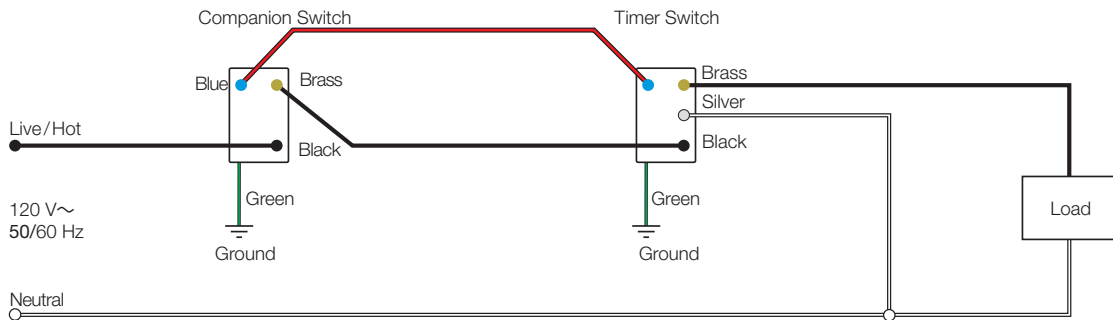 Companion Switch
Timer Switch
Blue
Brass
Brass
Silver
Live/Hot
Black
Black
Green
Green
120 V~
50/60 Hz
Load
Ground
Ground
Neutral